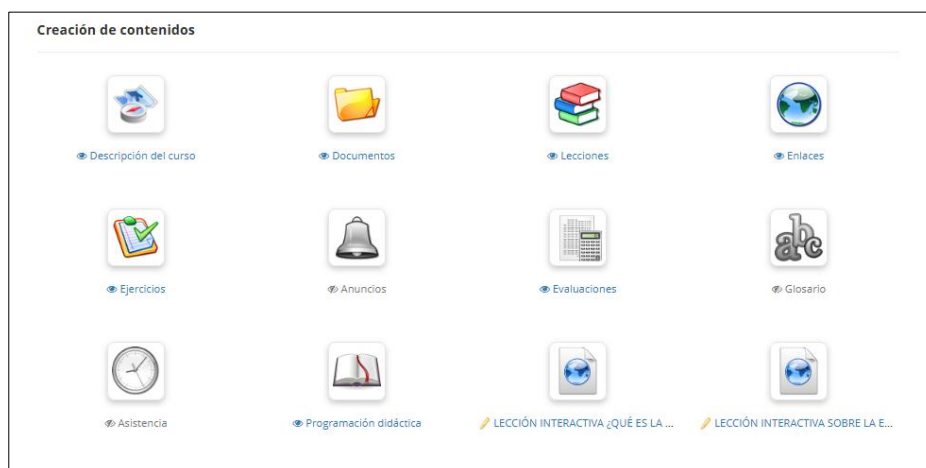 Creación de contenidos
Descripción del curso
Documentos
Lecciones
Enlaces
abc
Ejercicios
Anuncios
Evaluaciones
Glosario
Asistencia
Programación didáctica
LECCIÓN INTERACTIVA ¿QUÉ ES LA ...
LECCIÓN INTERACTIVA SOBRE LA E...